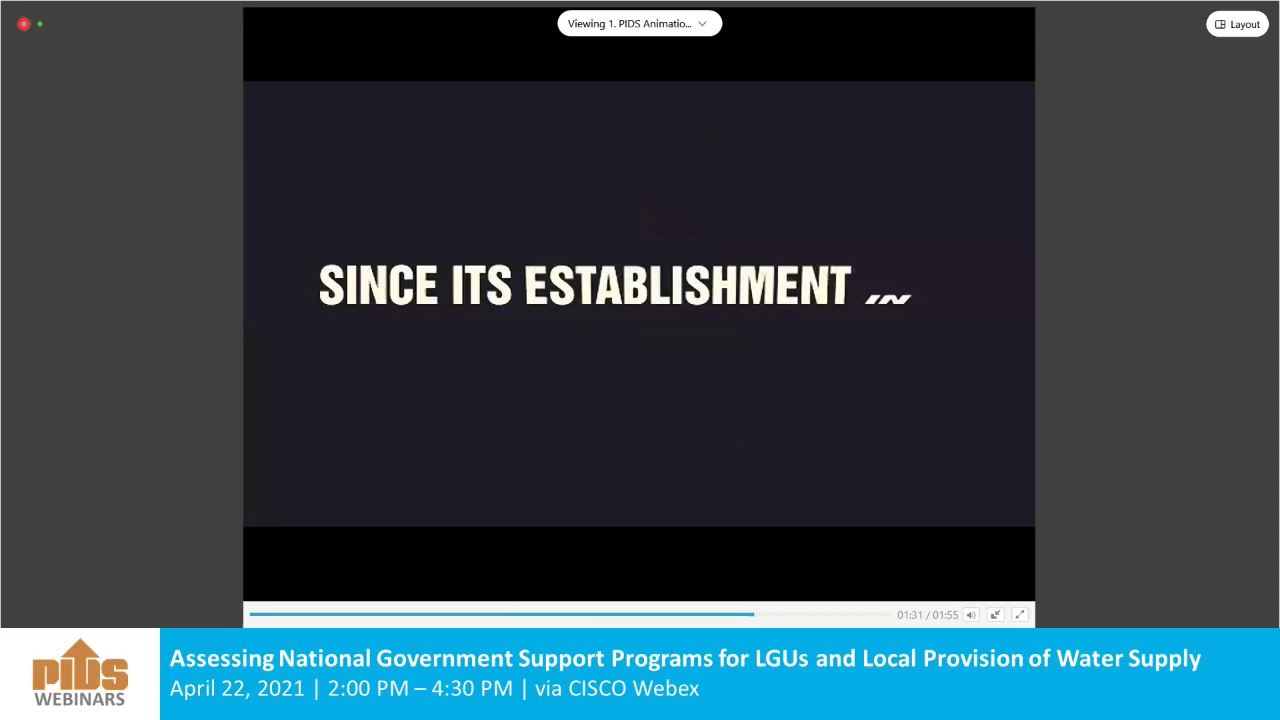 Viewing 1. PIDS Animatio...
Layout
SINCE ITS ESTABLISHMENT
01:31 / 01:55
PIDS
WEBINARS
Assessing National Government Support Programs for LGUs and Local Provision of Water Supply
April 22, 2021 | 2:00 PM – 4:30 PM | via CISCO Webex